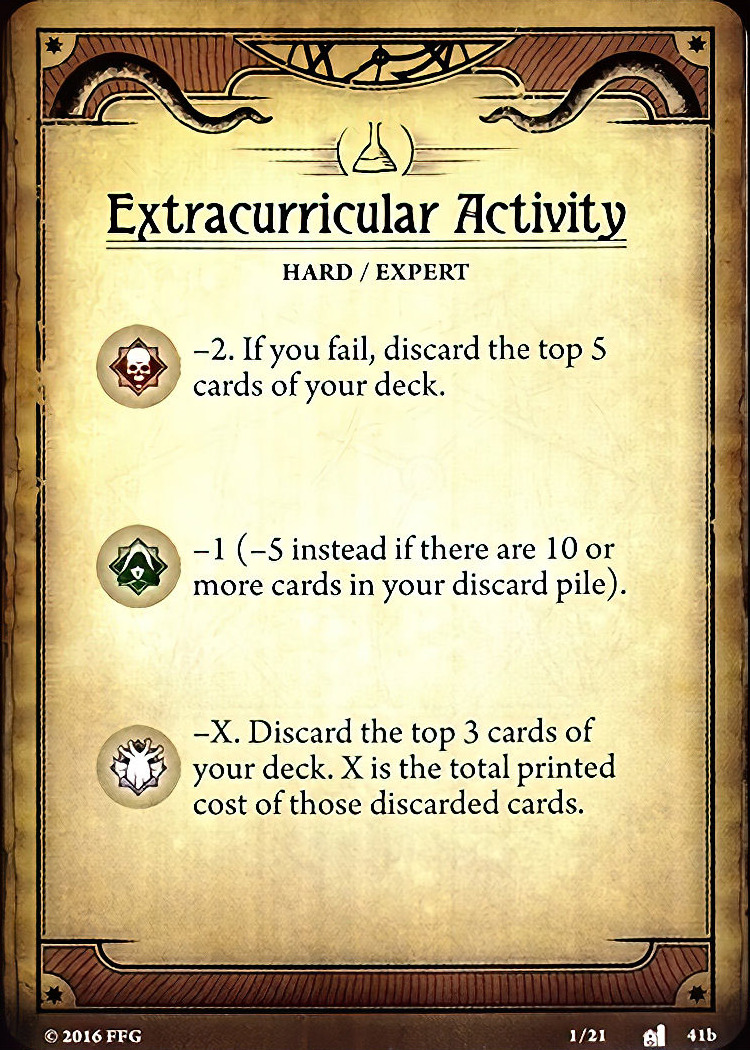 Extracurricular Activity
HARD / EXPERT
–2. If you fail, discard the top 5
cards of your deck.
–1 (–5 instead if there are 10 or
more cards in your discard pile).
–X. Discard the top 3 cards of
your deck. X is the total printed
cost of those discarded cards.
© 2016 FFG
1/21
41b